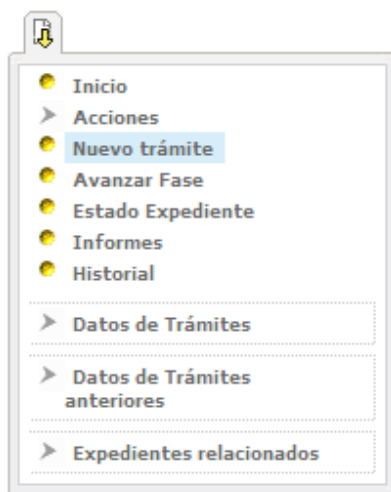 Inicio
Acciones
Nuevo trámite
Avanzar Fase
Estado Expediente
Informes
Historial
Datos de Trámites
Datos de Trámites
anteriores
Expedientes relacionados